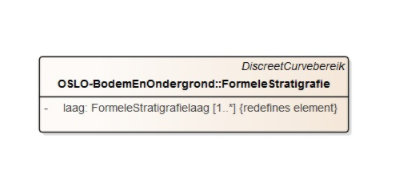 DiscreetCurvebereik
OSLO-BodemEnOndergrond::FormeleStratigrafie
- laag: FormeleStratigrafielaag [1..*] {redefines element}